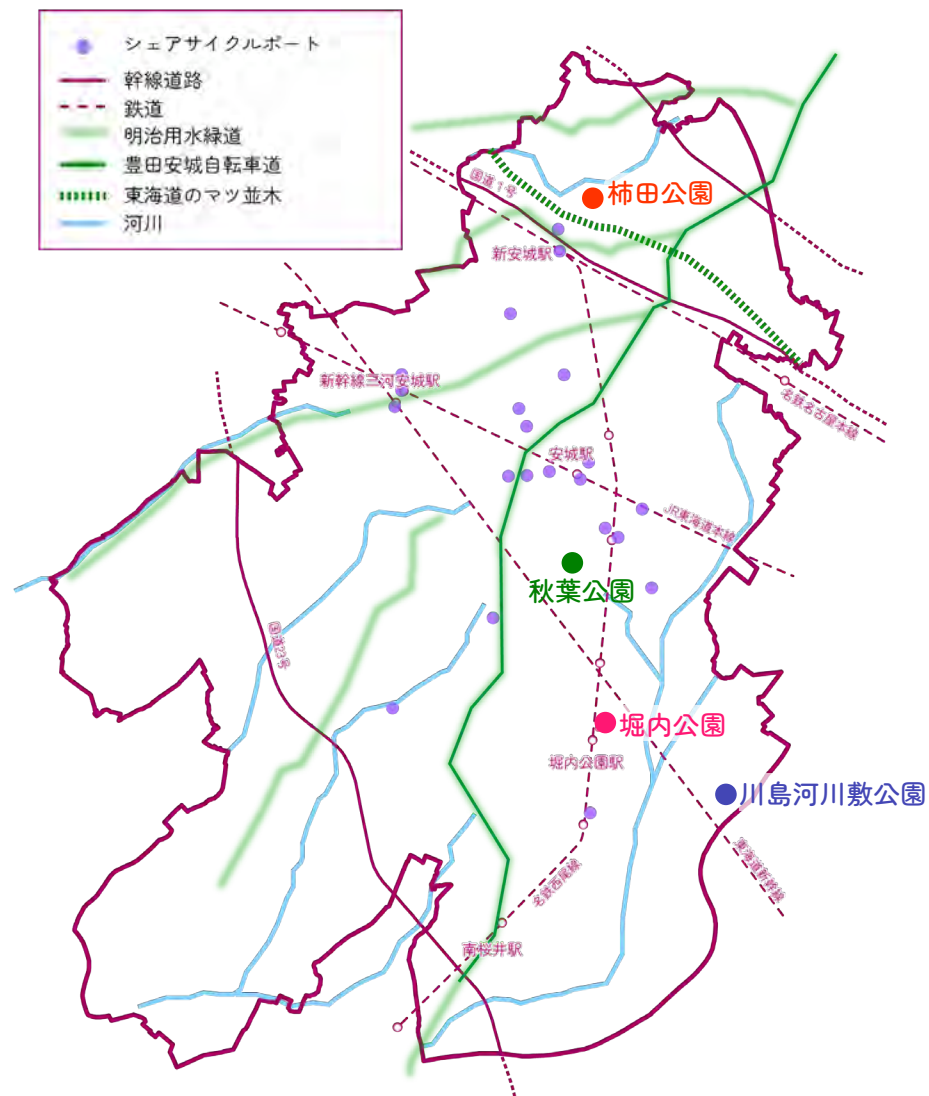 シェアサイクルポート
幹線道路
鉄道
明治用水緑道
豊田安城自転車道
東海道のマツ並木
河川
国道1号
柿田公園
新安城駅
新幹線三河安城駅
名鉄名古屋本線
安城駅
JR東海道本線
秋葉公園
国道23号
堀内公園
堀内公園駅
川島河川敷公園
東海道新幹線
名鉄西尾線
南桜井駅